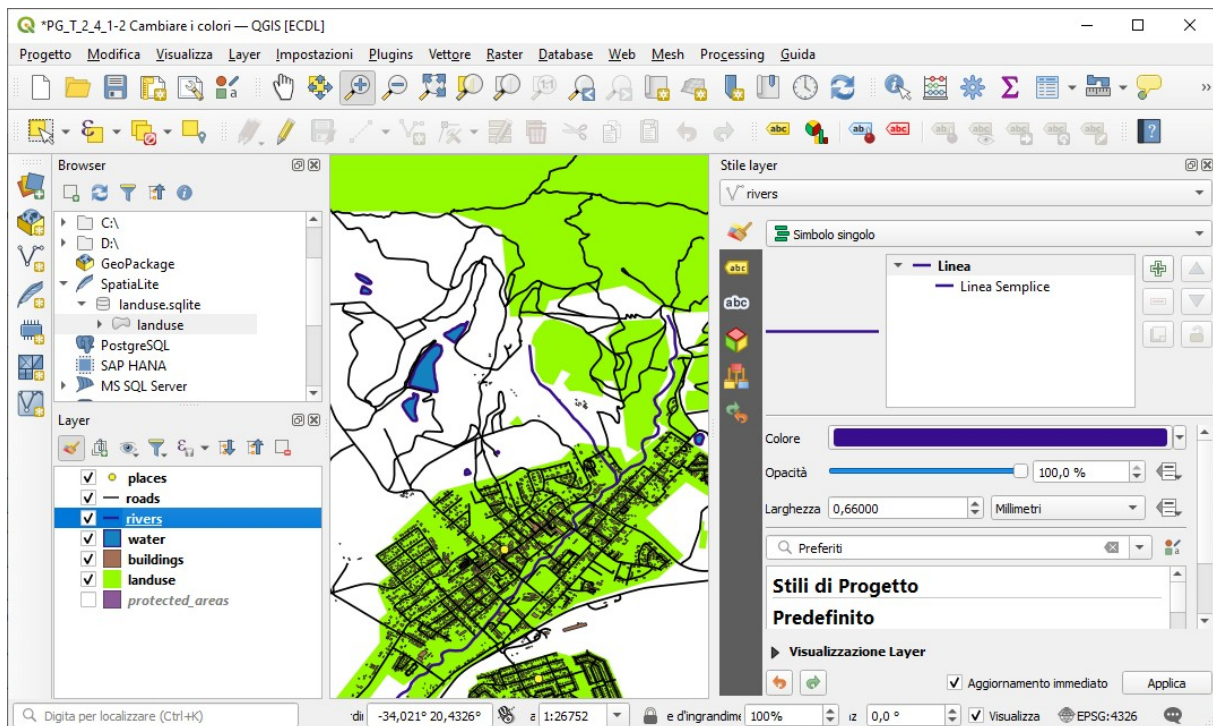 *PG_T_2_4_1-2 Cambiare i colori — QGIS [ECDL]
Progetto Modifica Visualizza Layer Impostazioni Plugins Vettore Raster Database Web Mesh Processing Guida
Browser
C:\
D:\
GeoPackage
SpatiaLite
landuse.sqlite
landuse
PostgreSQL
SAP HANA
MS SQL Server
Layer
places
roads
rivers
water
buildings
landuse
protected_areas
Stile layer
rivers
Simbolo singolo
Linea
Linea Semplice
Colore
Opacità 100,0 %
Larghezza 0,66000 Millimetri
Preferiti
Stili di Progetto
Predefinito
Visualizzazione Layer
Aggiornamento immediato Applica
Digita per localizzare (Ctrl+K) -34,021° 20,4326° 1:26752 e d'ingrandime 100% 0,0 ° Visualizza EPSG:4326